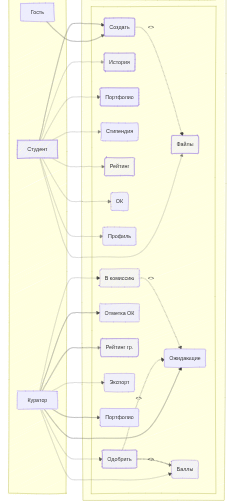 Гость
Создать
История
Портфолио
Стипендия
Студент
Файлы
Рейтинг
ОК
Профиль
В комиссию
Отметка ОК
Рейтинг гр.
Ожидающие
Экспорт
Куратор
Портфолио
Одобрить
Баллы